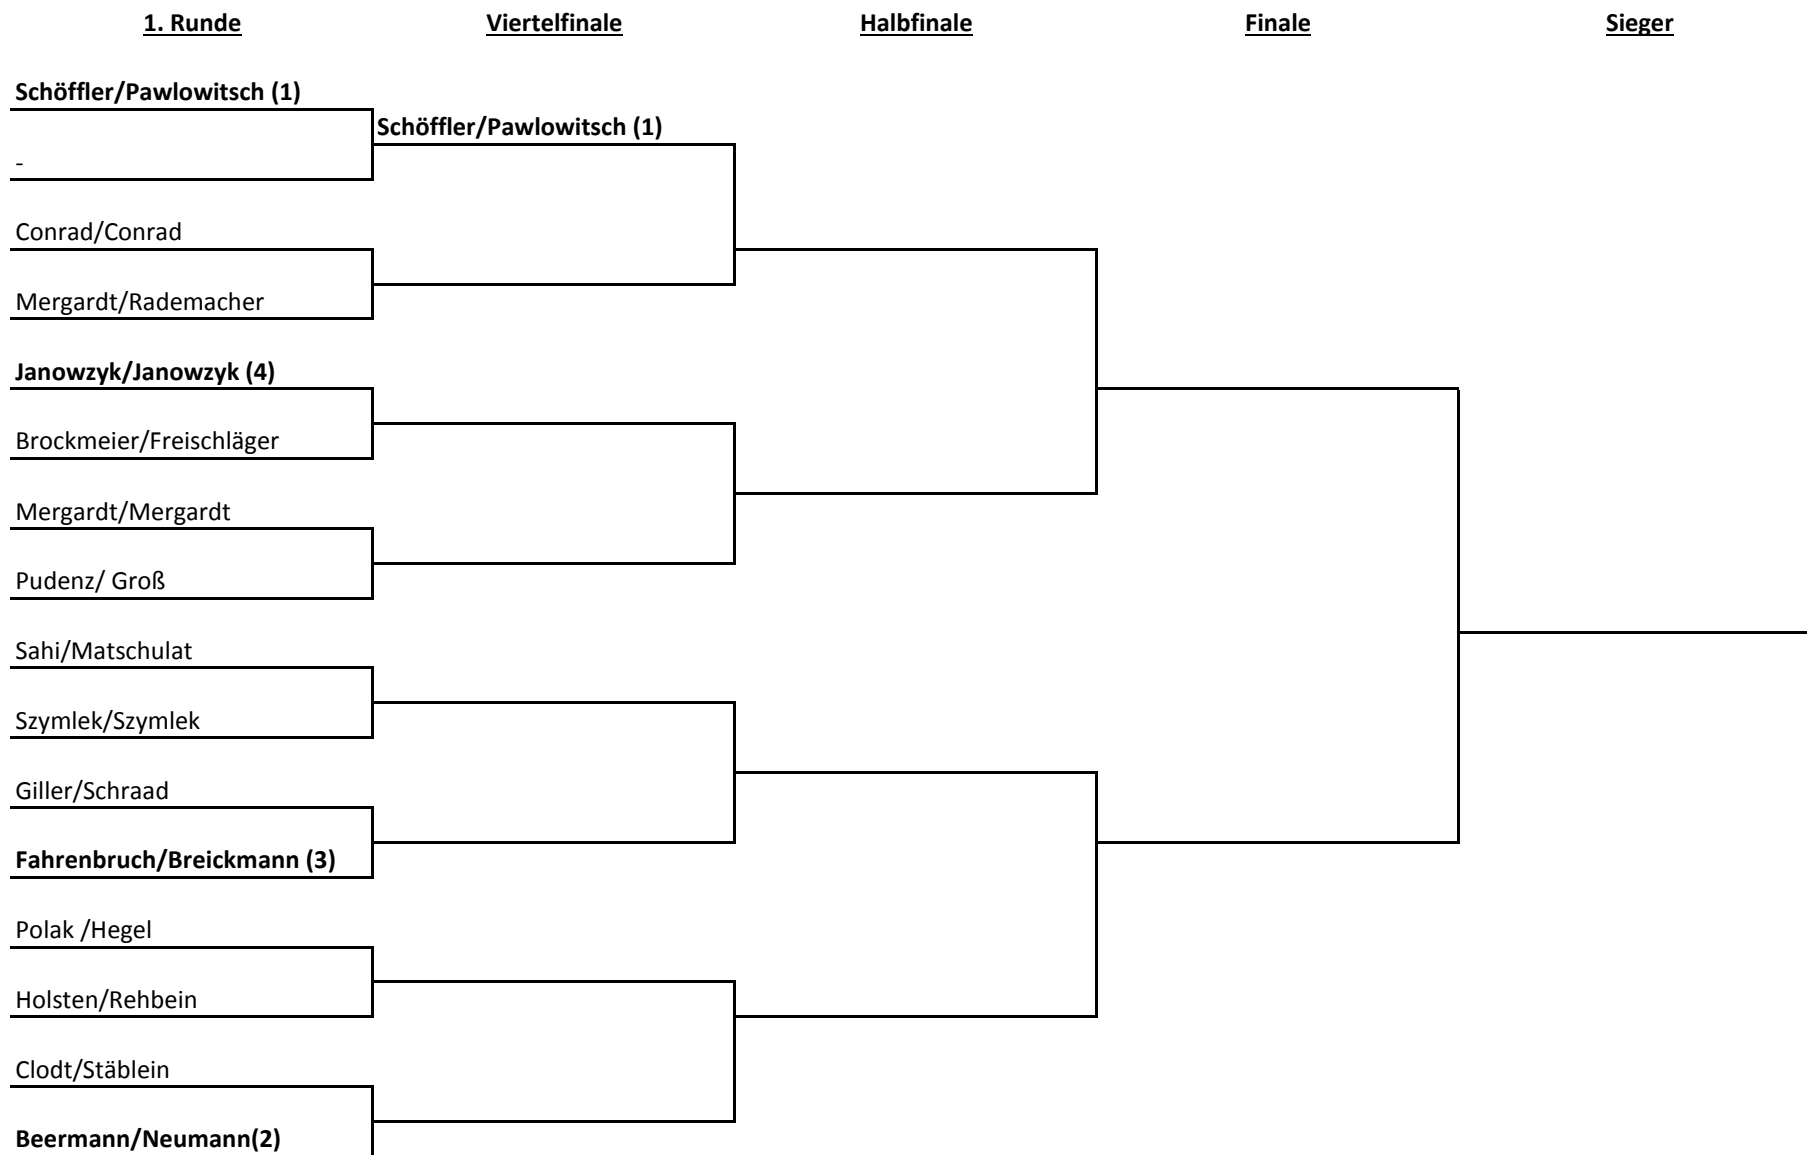 1. Runde Viertelfinale Halbfinale Finale Sieger
Schöffler/Pawlowitsch (1)
Schöffler/Pawlowitsch (1)
-
Conrad/Conrad
Mergardt/Rademacher
Janowzyk/Janowzyk (4)
Brockmeier/Freischläger
Mergardt/Mergardt
Pudenz/ Groß
Sahi/Matschulat
Szymlek/Szymlek
Giller/Schraad
Fahrenbruch/Breickmann (3)
Polak /Hegel
Holsten/Rehbein
Clodt/Stäblein
Beermann/Neumann(2)